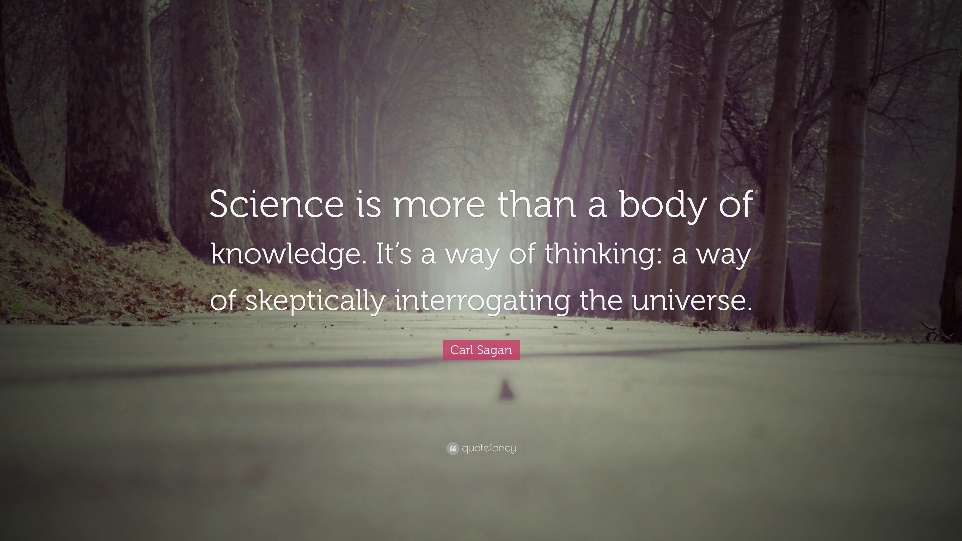 Science is more than a body of
knowledge. It’s a way of thinking: a way
of skeptically interrogating the universe.
Carl Sagan
quotefancy